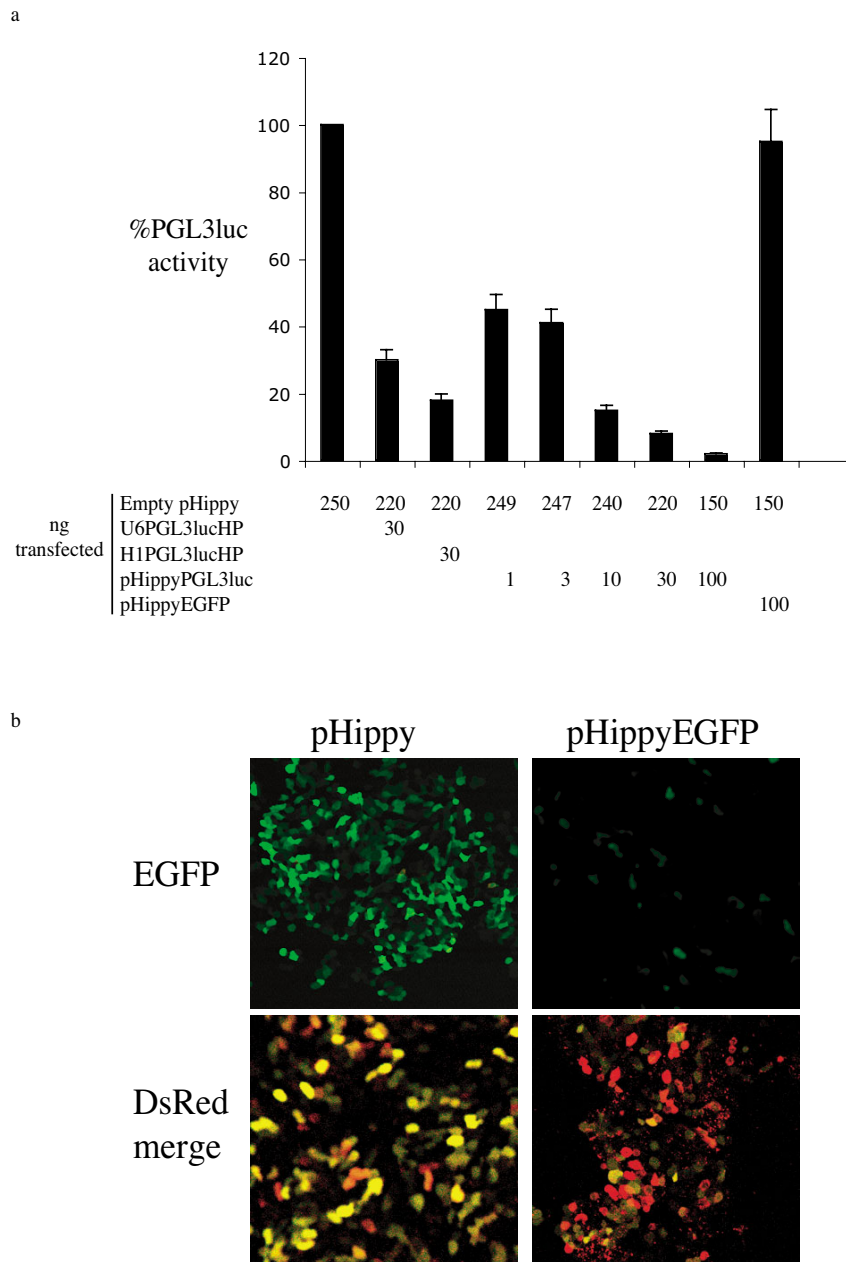 a
120
100
80
60
40
20
0
%PGL3luc
activity
ng
transfected
Empty pHippy 250 220 220 249 247 240 220 150 150
U6PGL3lucHP 30
H1PGL3lucHP 30
pHippyPGL3luc 1 3 10 30 100
pHippyEGFP 100
b
pHippy pHippyEGFP
EGFP
DsRed
merge